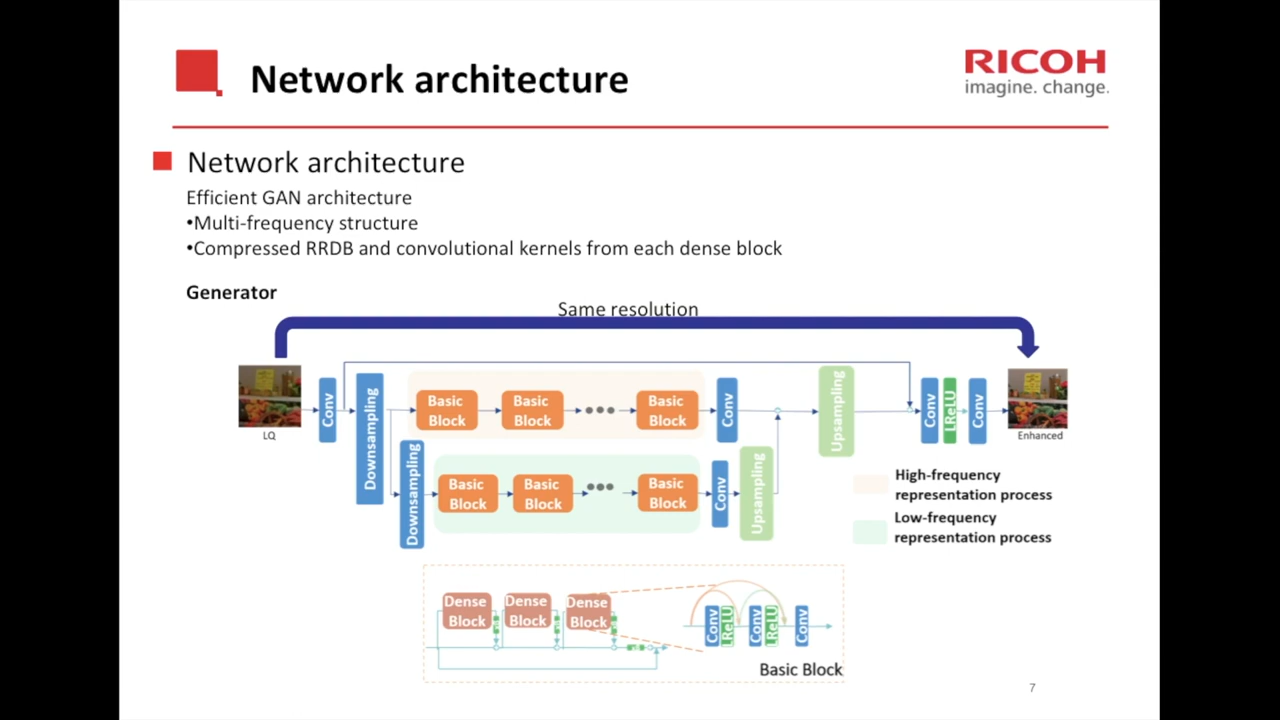 Network architecture
RICOH
imagine. change.
Network architecture
Efficient GAN architecture
•Multi-frequency structure
•Compressed RRDB and convolutional kernels from each dense block
Generator
Same resolution
LQ
Conv
Downsampling
Basic
Block
Basic
Block
Basic
Block
Conv
Upsampling
Conv
LReLU
Conv
Enhanced
Downsampling
Basic
Block
Basic
Block
Basic
Block
Conv
Upsampling
High-frequency
representation process
Low-frequency
representation process
Dense
Block
Dense
Block
Dense
Block
Conv
LReLU
Conv
LReLU
Conv
Basic Block
7